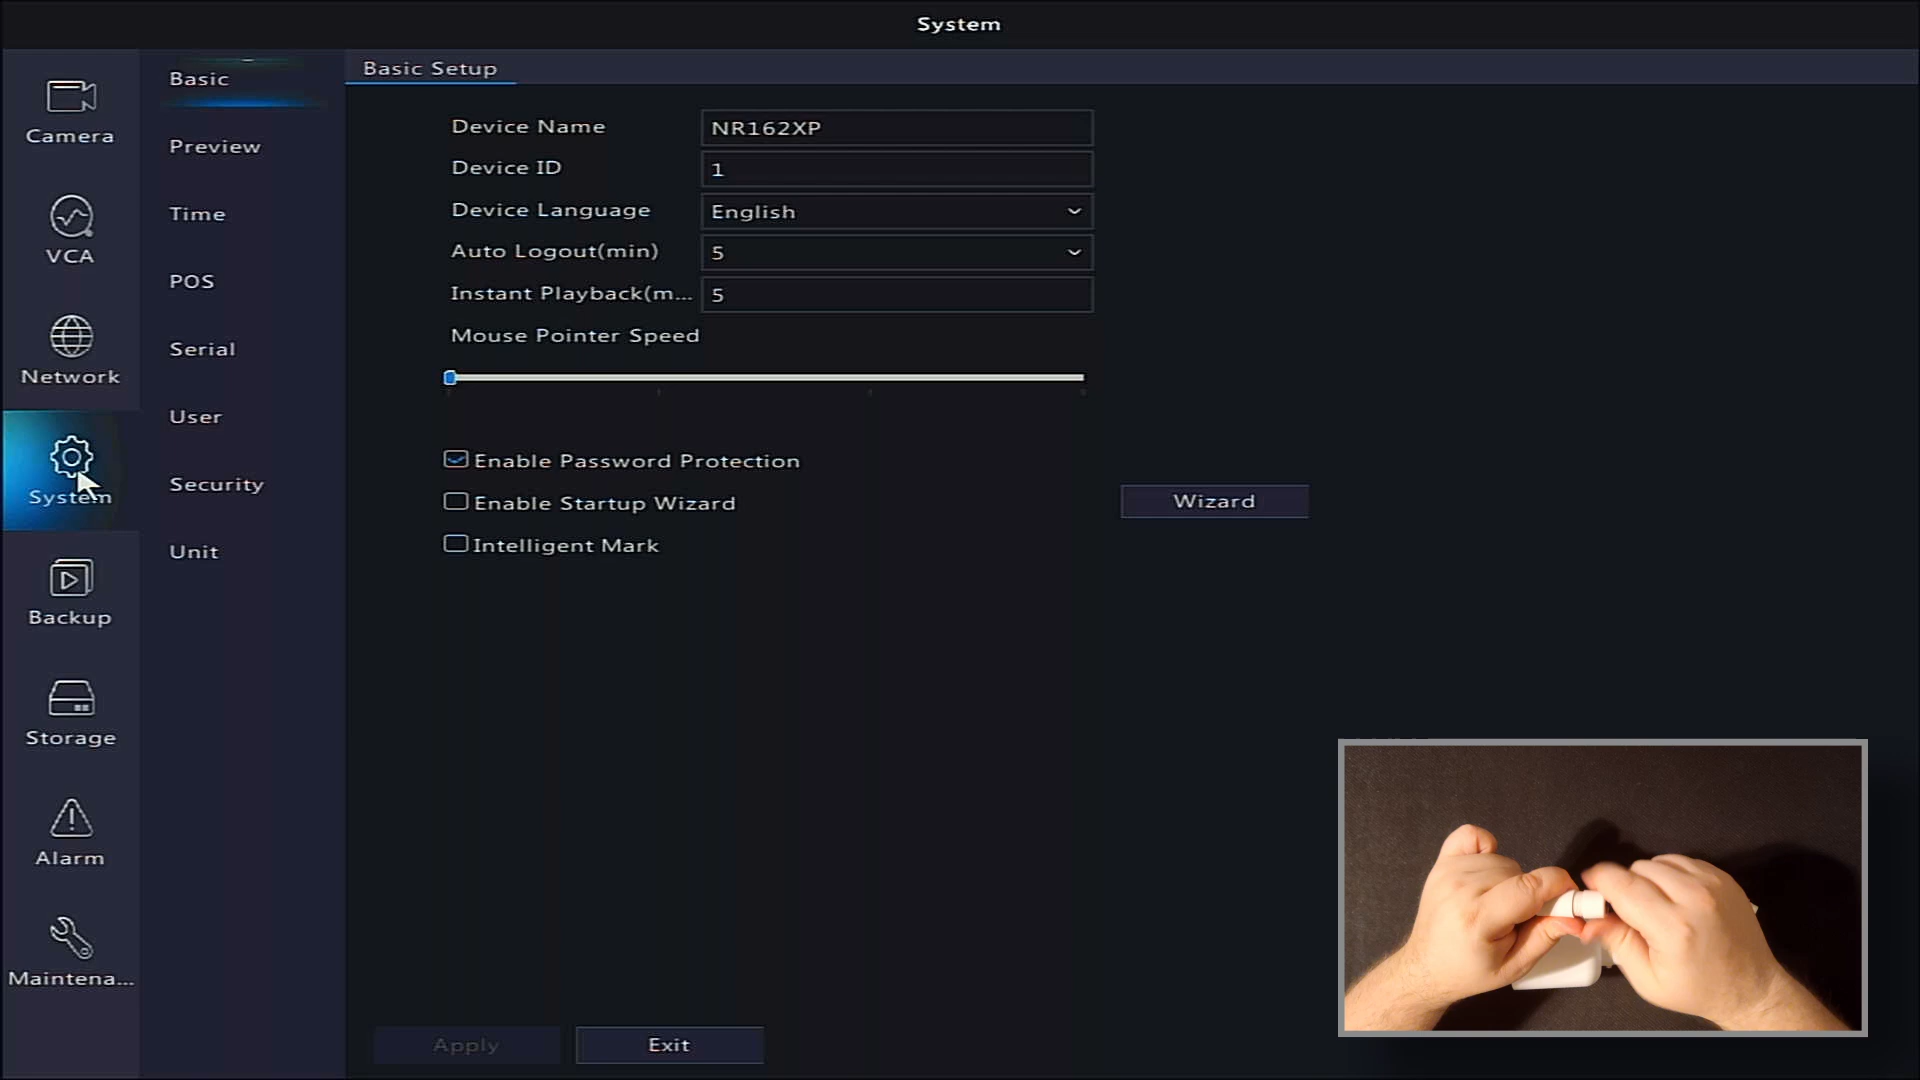 System
Camera
VCA
Network
System
Backup
Storage
Alarm
Maintena...
Basic
Preview
Time
POS
Serial
User
Security
Unit
Basic Setup
Device Name NR162XP
Device ID 1
Device Language English
Auto Logout(min) 5
Instant Playback(m... 5
Mouse Pointer Speed
Enable Password Protection
Enable Startup Wizard
Wizard
Intelligent Mark
Apply
Exit